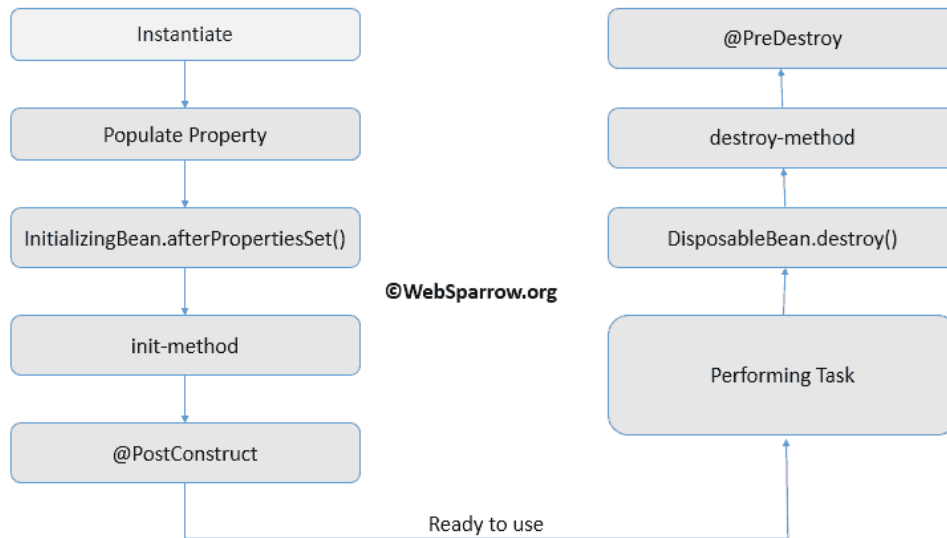 Instantiate
Populate Property
InitializingBean.afterPropertiesSet()
init-method
@PostConstruct
Ready to use
©WebSparrow.org
Performing Task
DisposableBean.destroy()
destroy-method
@PreDestroy